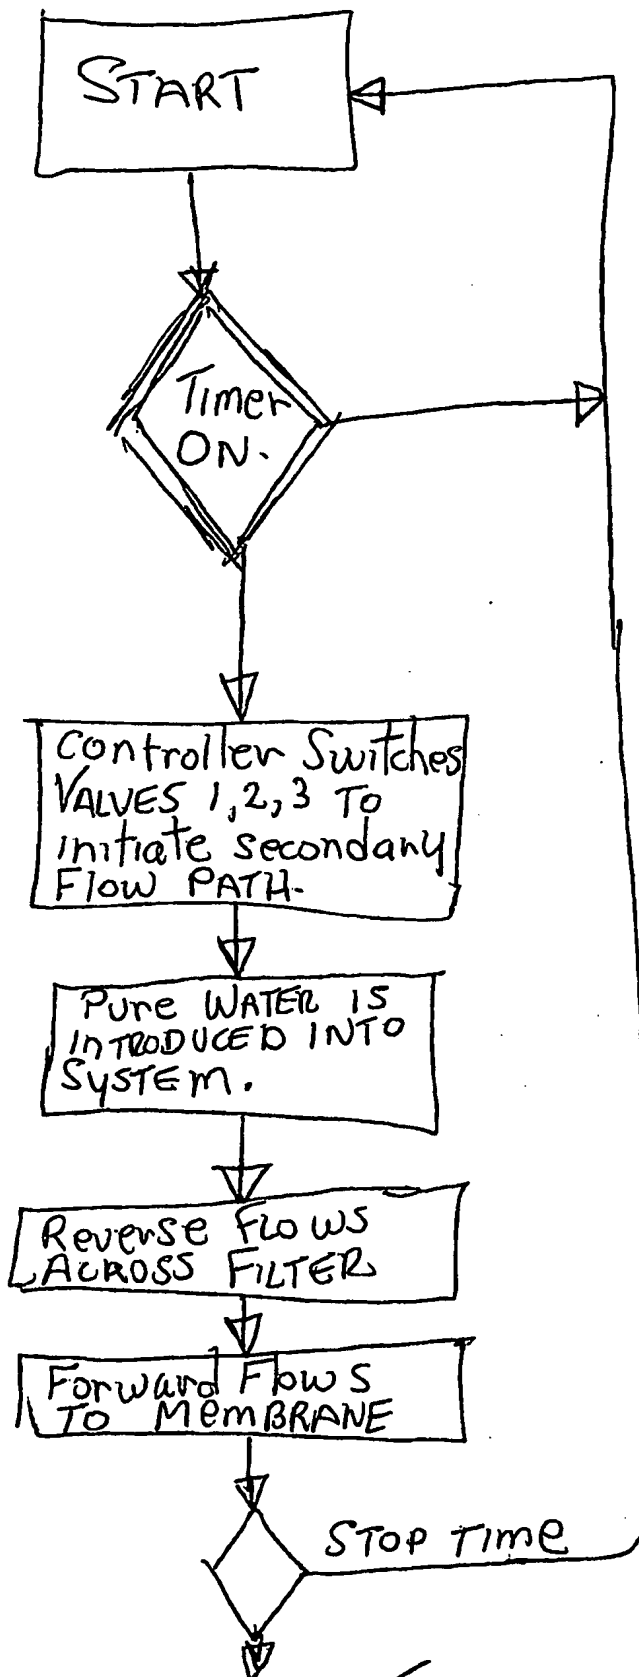 START
Timer
ON.
Controller Switches
VALVES 1,2,3 TO
initiate secondary
FLOW PATH.
Pure WATER IS
INTRODUCED INTO
SYSTEM.
Reverse FLOWS
ACROSS FILTER
Forward Flows
TO MEMBRANE
STOP TIME